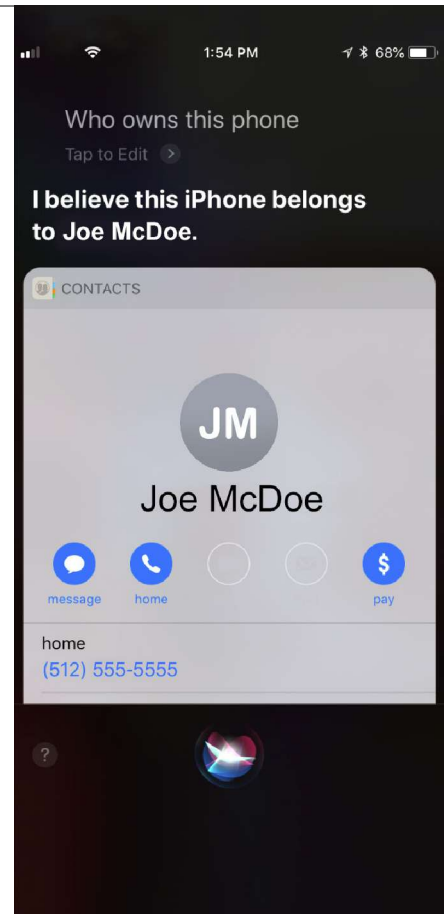 1:54 PM 68%
Who owns this phone
Tap to Edit
I believe this iPhone belongs
to Joe McDoe.
CONTACTS
JM
Joe McDoe
$
message home pay
home
(512) 555-5555
?